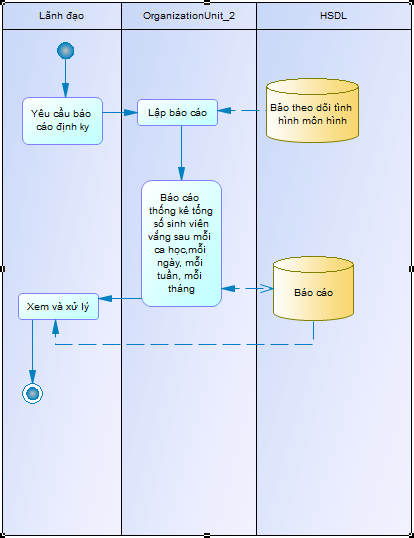 Lãnh đạo
OrganizationUnit_2
HSDL
Yêu cầu báo
cáo định kỳ
Lập báo cáo
Bảo theo dõi tình
hình môn hình
Báo cáo
thống kê tổng
số sinh viên
vắng sau mỗi
ca học,mỗi
ngày, mỗi
tuần, mỗi
tháng
Báo cáo
Xem và xử lý